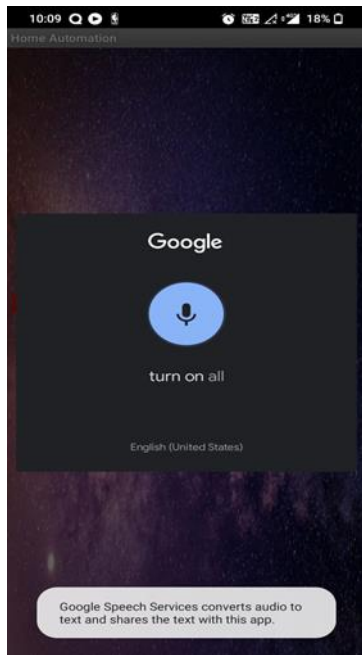 10:09 18%
Home Automation
Google
turn on all
English (United States)
Google Speech Services converts audio to
text and shares the text with this app.